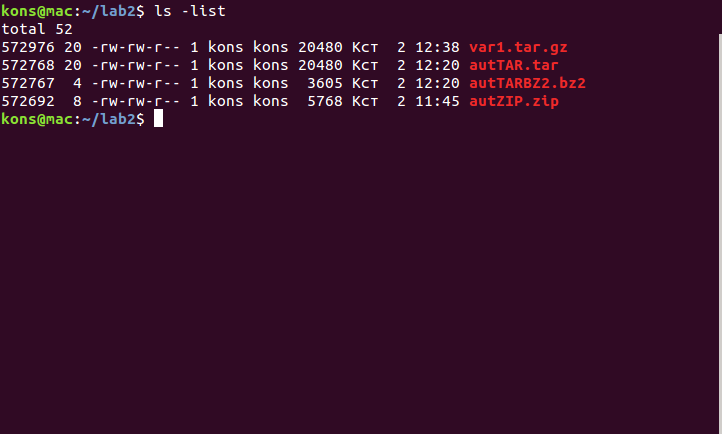 kons@mac:~/lab2$ ls -list
total 52
572976 20 -rw-rw-r-- 1 kons kons 20480 Кст  2 12:38 var1.tar.gz
572768 20 -rw-rw-r-- 1 kons kons 20480 Кст  2 12:20 autTAR.tar
572767  4 -rw-rw-r-- 1 kons kons  3605 Кст  2 12:20 autTARBZ2.bz2
572692  8 -rw-rw-r-- 1 kons kons  5768 Кст  2 11:45 autZIP.zip
kons@mac:~/lab2$